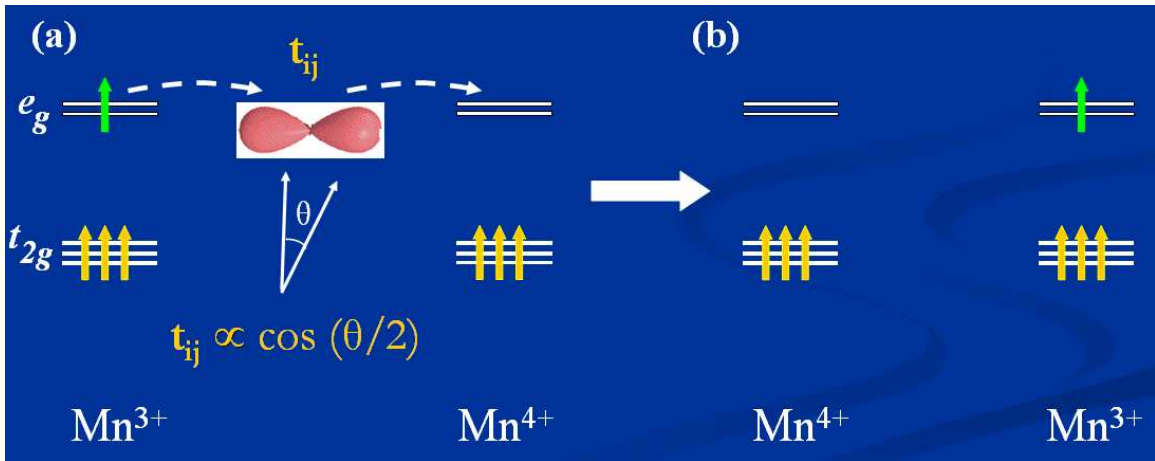 (a)
t_ij
(b)
e_g
θ
t_2g
t_ij ∝ cos (θ/2)
Mn³⁺
Mn⁴⁺
Mn⁴⁺
Mn³⁺